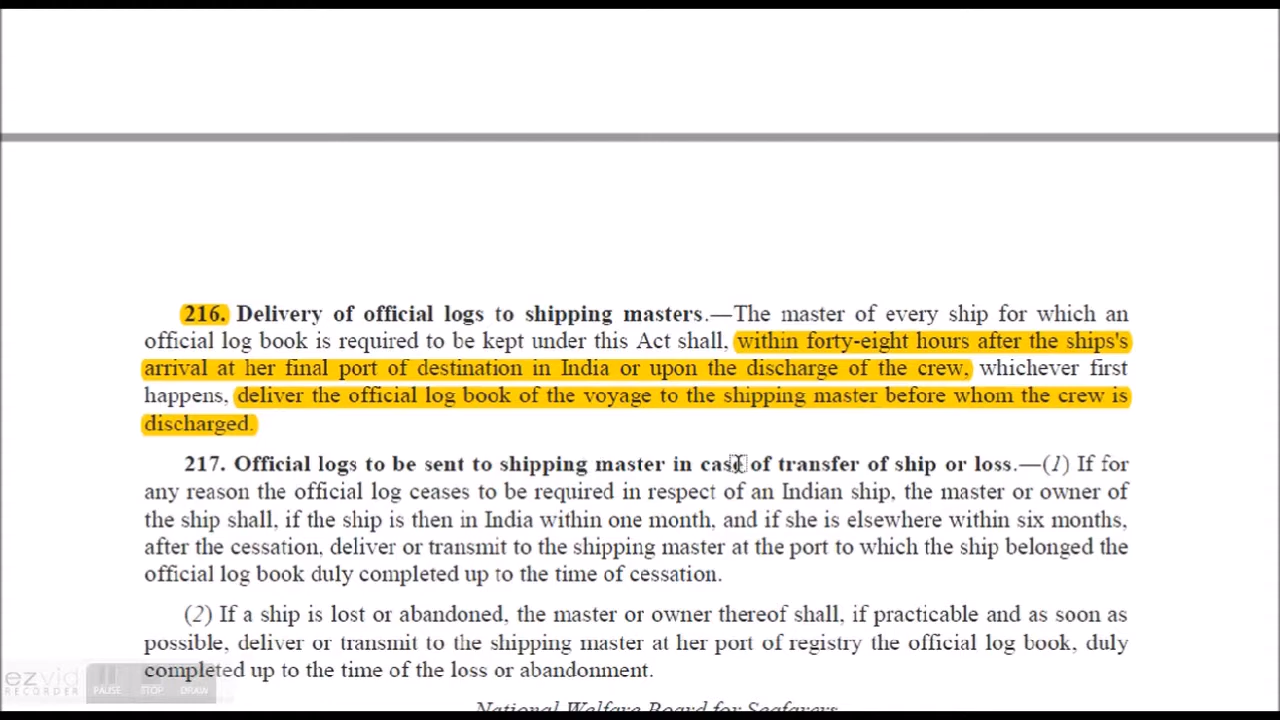 216. Delivery of official logs to shipping masters.—The master of every ship for which an
official log book is required to be kept under this Act shall, within forty-eight hours after the ships's
arrival at her final port of destination in India or upon the discharge of the crew, whichever first
happens, deliver the official log book of the voyage to the shipping master before whom the crew is
discharged.
217. Official logs to be sent to shipping master in case of transfer of ship or loss.—(1) If for
any reason the official log ceases to be required in respect of an Indian ship, the master or owner of
the ship shall, if the ship is then in India within one month, and if she is elsewhere within six months,
after the cessation, deliver or transmit to the shipping master at the port to which the ship belonged the
official log book duly completed up to the time of cessation.
(2) If a ship is lost or abandoned, the master or owner thereof shall, if practicable and as soon as
possible, deliver or transmit to the shipping master at her port of registry the official log book, duly
completed up to the time of the loss or abandonment.
National Welfare Board for Seafarers
ezvid
RECORDER
PAUSE STOP DRAW